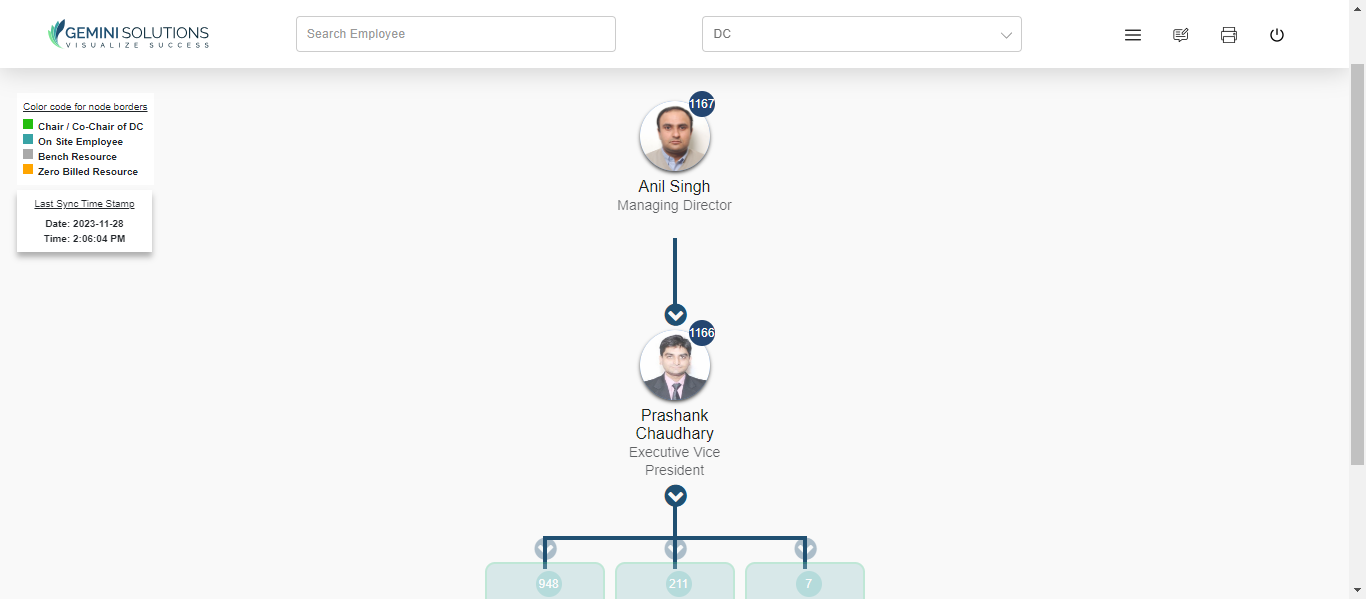 GEMINI SOLUTIONS
VISUALIZE SUCCESS
Search Employee
DC
Color code for node borders
Chair / Co-Chair of DC
On Site Employee
Bench Resource
Zero Billed Resource
Last Sync Time Stamp
Date: 2023-11-28
Time: 2:06:04 PM
1167
Anil Singh
Managing Director
1166
Prashank
Chaudhary
Executive Vice
President
948
211
7